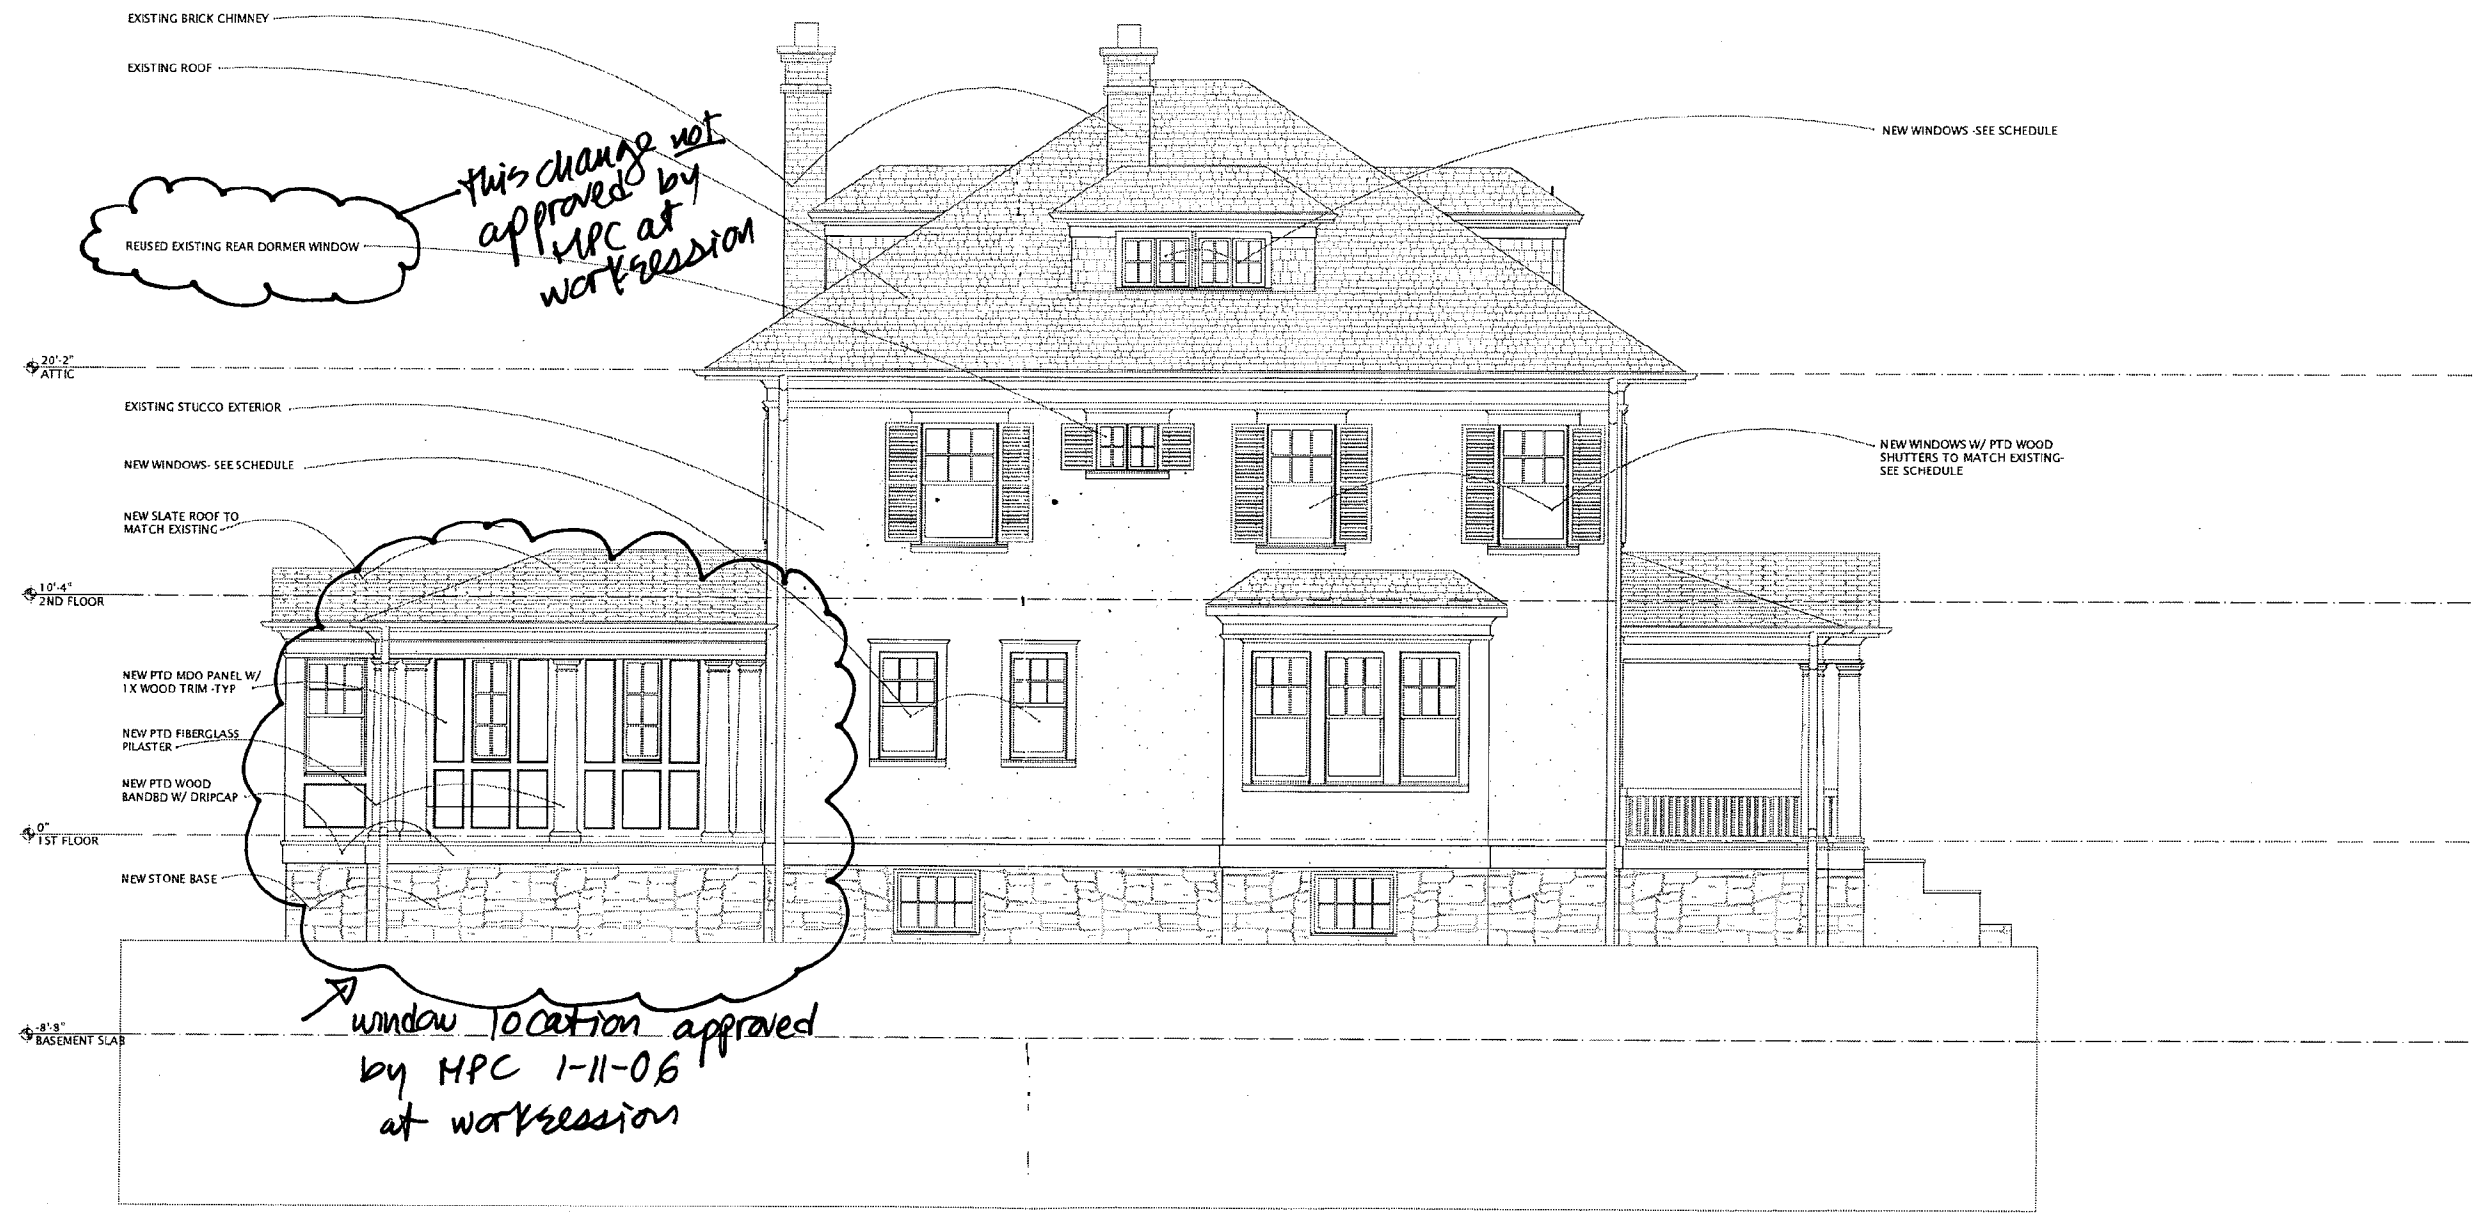 EXISTING BRICK CHIMNEY
EXISTING ROOF
this change not
approved by
HPC at
worksession
REUSED EXISTING REAR DORMER WINDOW
NEW WINDOWS -SEE SCHEDULE
20'-2"
ATTIC
EXISTING STUCCO EXTERIOR
NEW WINDOWS- SEE SCHEDULE
NEW WINDOWS W/ PTD WOOD
SHUTTERS TO MATCH EXISTING-
SEE SCHEDULE
NEW SLATE ROOF TO
MATCH EXISTING
10'-4"
2ND FLOOR
NEW PTD MDO PANEL W/
1X WOOD TRIM -TYP
NEW PTD FIBERGLASS
PILASTER
NEW PTD WOOD
BANDBD W/ DRIPCAP
0"
1ST FLOOR
NEW STONE BASE
-8'-8"
BASEMENT SLAB
window location approved
by HPC 1-11-06
at worksession